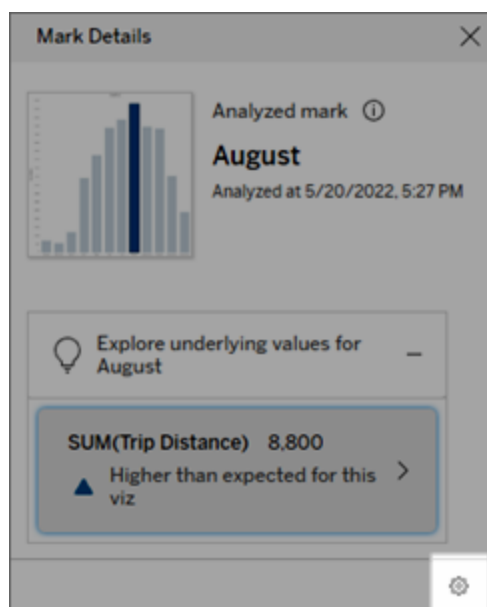 Mark Details
Analyzed mark
August
Analyzed at 5/20/2022, 5:27 PM
Explore underlying values for
August
SUM(Trip Distance) 8,800
Higher than expected for this
viz